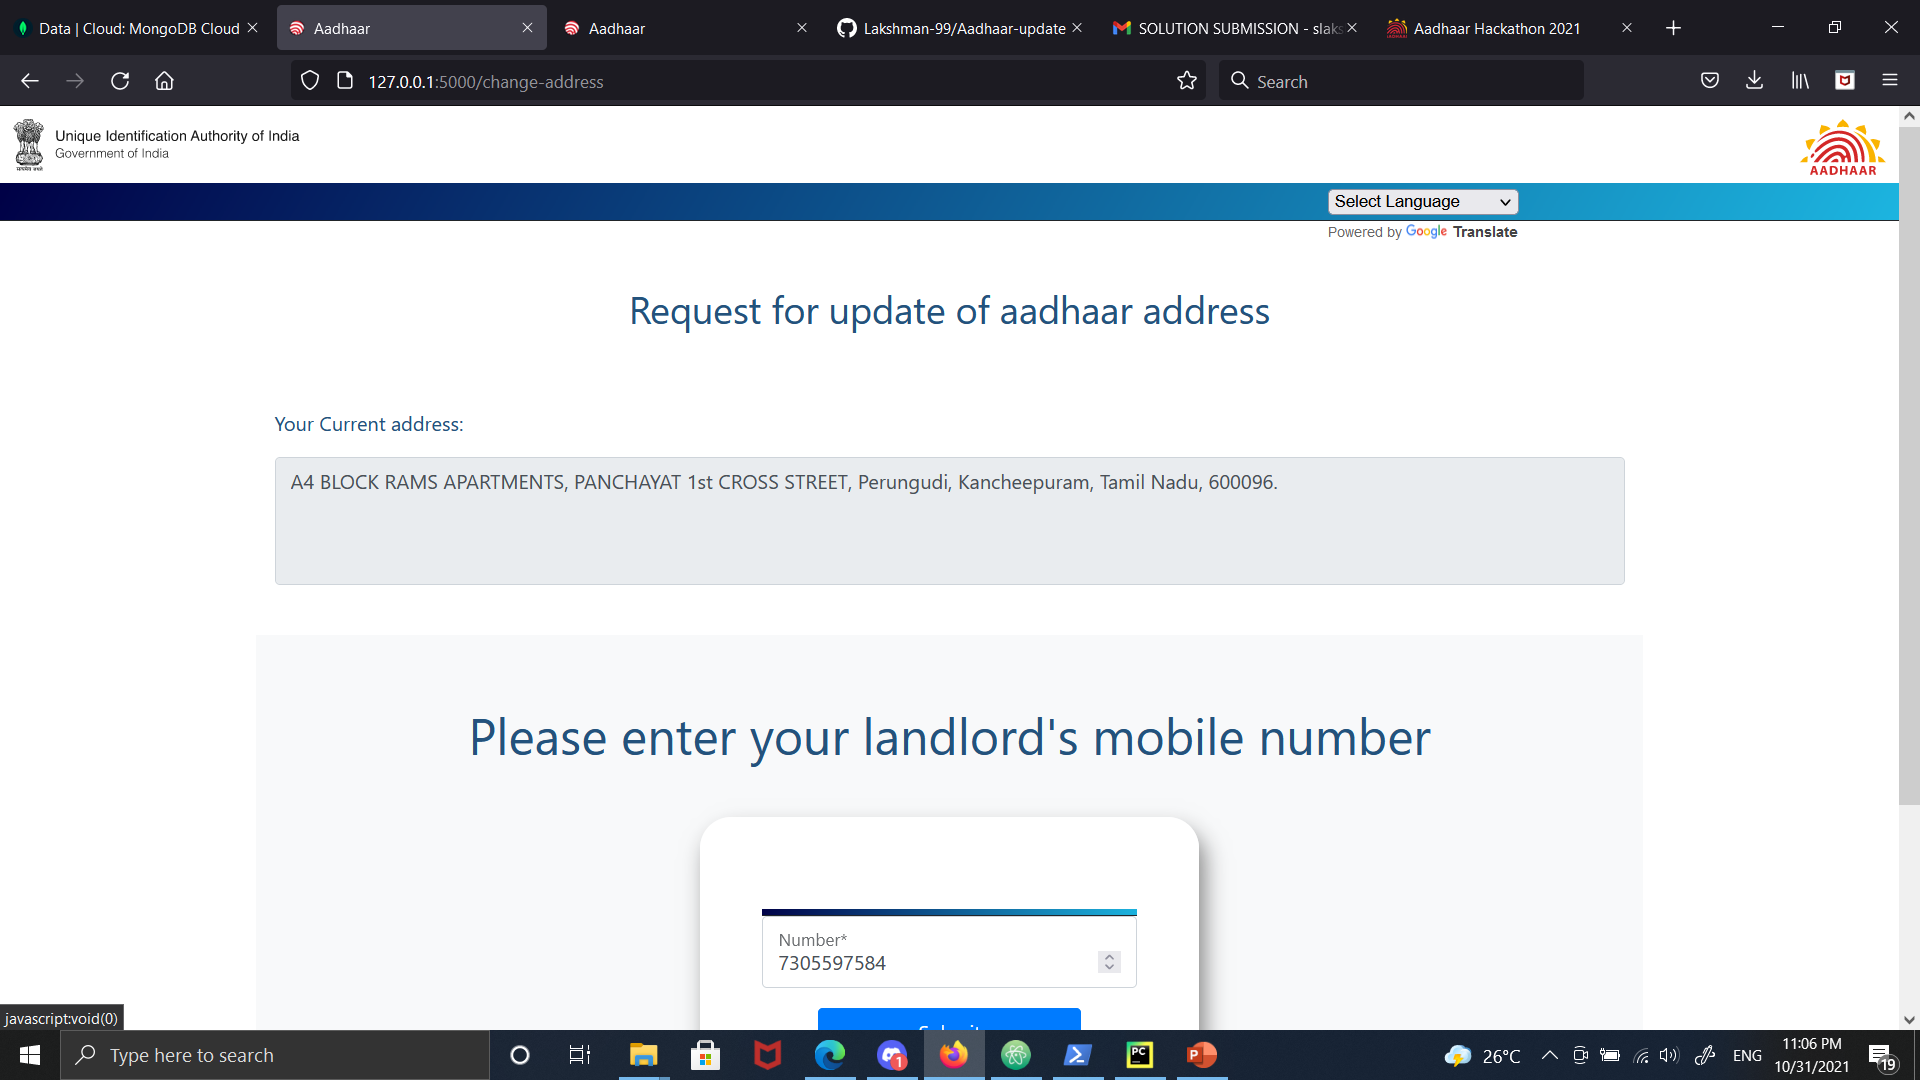 Data | Cloud: MongoDB Cloud
Aadhaar
Aadhaar
Lakshman-99/Aadhaar-update
SOLUTION SUBMISSION - slaks
Aadhaar Hackathon 2021
127.0.0.1:5000/change-address
Search
Unique Identification Authority of India
Government of India
AADHAAR
Select Language
Powered by Google Translate
Request for update of aadhaar address
Your Current address:
A4 BLOCK RAMS APARTMENTS, PANCHAYAT 1st CROSS STREET, Perungudi, Kancheepuram, Tamil Nadu, 600096.
Please enter your landlord's mobile number
Number*
7305597584
Submit
javascript:void(0)
Type here to search
1
PC
P
26°C
ENG
11:06 PM
10/31/2021
19